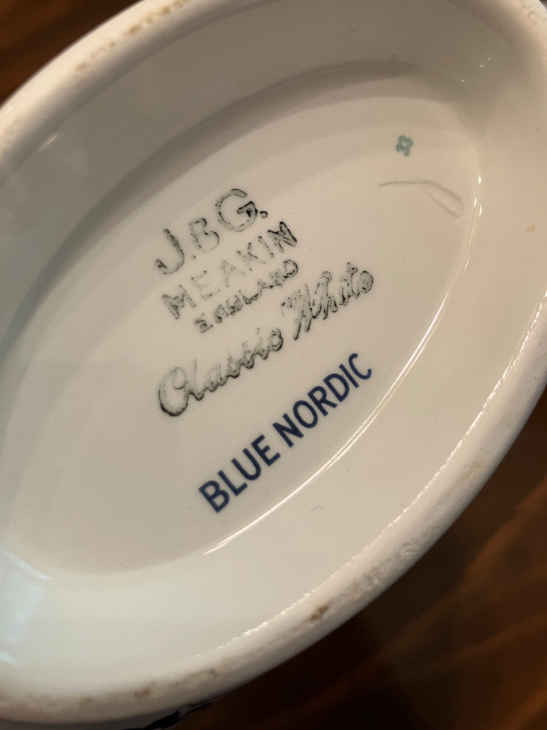 J.&G.
MEAKIN
ENGLAND
Classic White
BLUE NORDIC